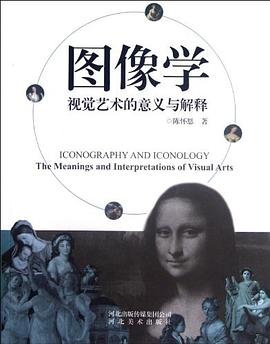 图像学
视觉艺术的意义与解释
◎陈怀恩 著
ICONOGRAPHY AND ICONOLOGY
The Meanings and Interpretations of Visual Arts
河北出版传媒集团公司
河北美术出版社